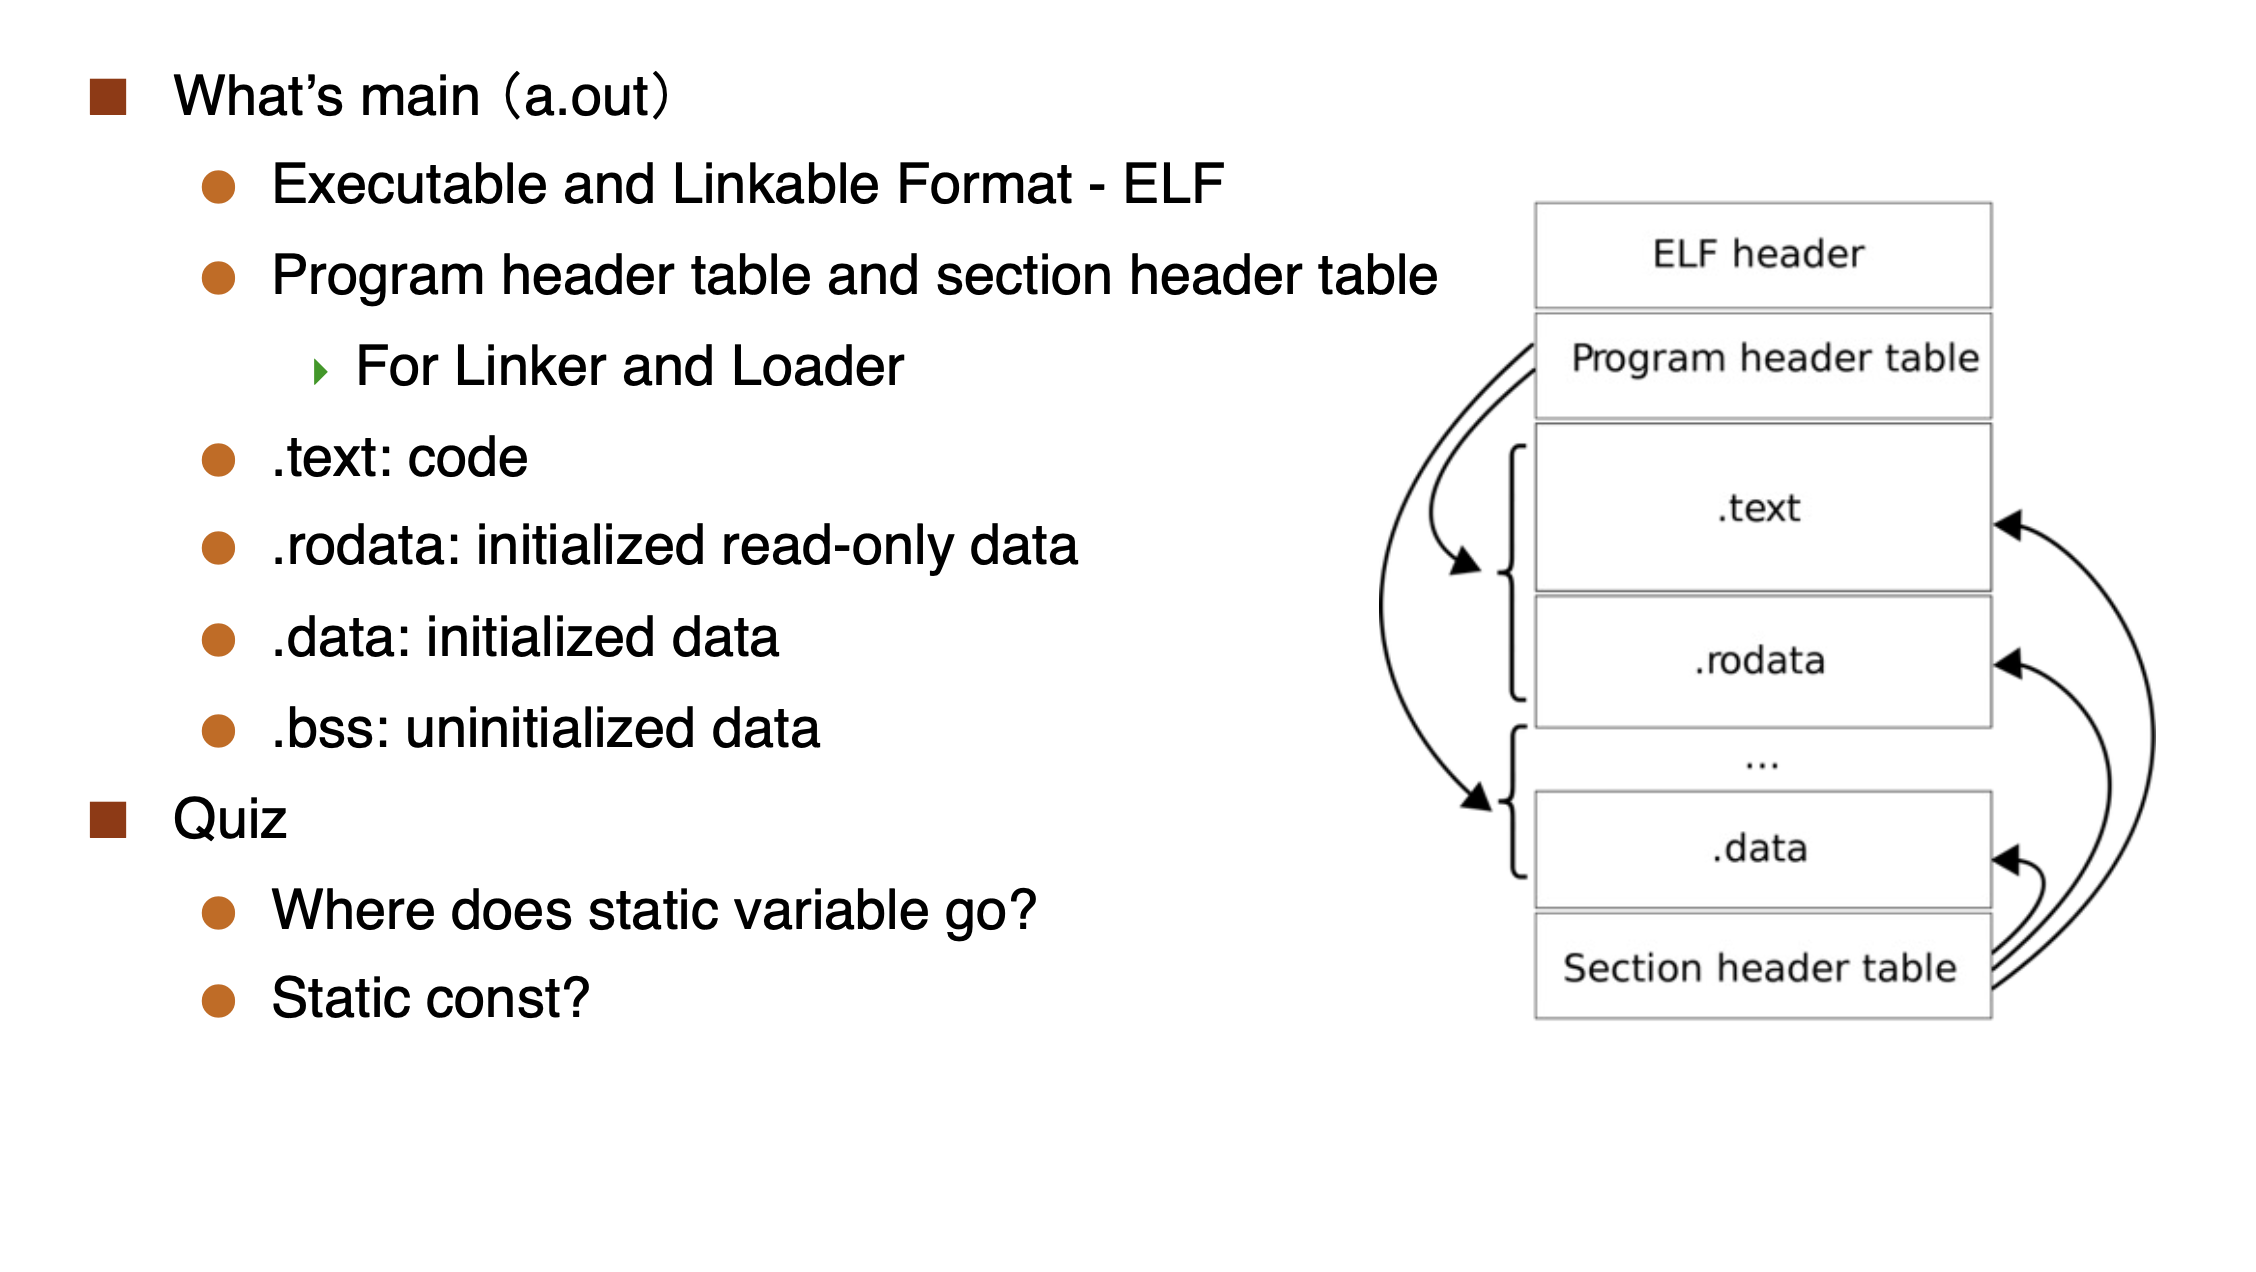 What’s main（a.out）
Executable and Linkable Format - ELF
Program header table and section header table
For Linker and Loader
.text: code
.rodata: initialized read-only data
.data: initialized data
.bss: uninitialized data
Quiz
Where does static variable go?
Static const?
ELF header
Program header table
.text
.rodata
...
.data
Section header table